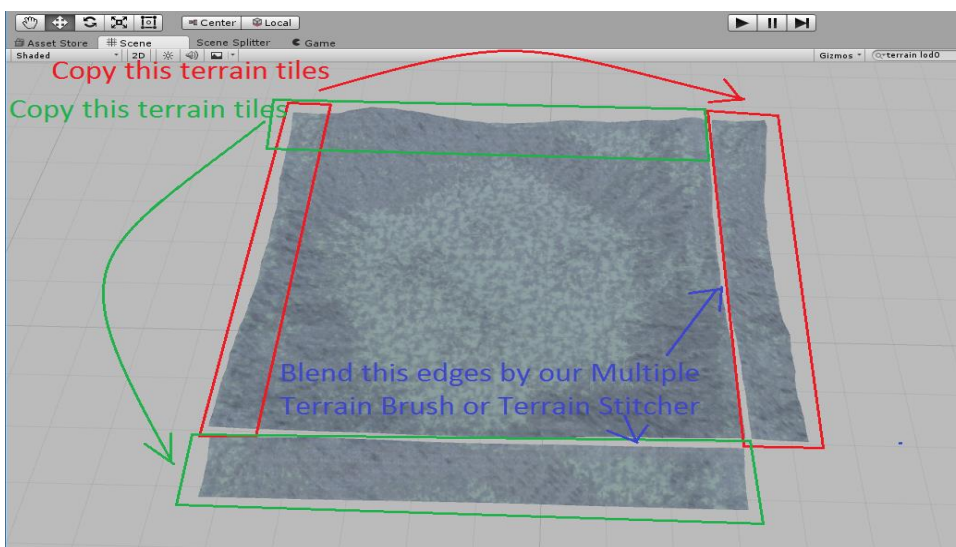 Center Local
Asset Store Scene Scene Splitter Game
Shaded 2D Gizmos terrain lod0
Copy this terrain tiles
Copy this terrain tiles
Blend this edges by our Multiple
Terrain Brush or Terrain Stitcher